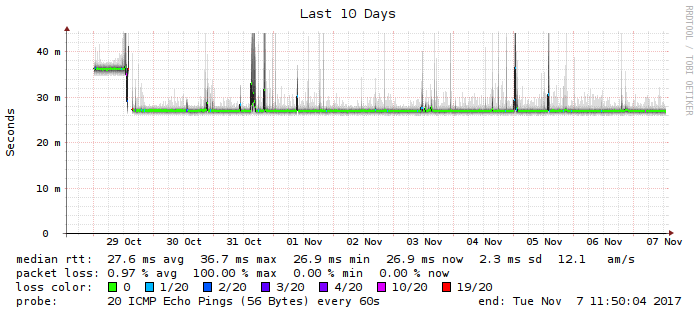 Last 10 Days
RRDTOOL / TOBI OETIKER
Seconds
40 m
30 m
20 m
10 m
0
29 Oct 30 Oct 31 Oct 01 Nov 02 Nov 03 Nov 04 Nov 05 Nov 06 Nov 07 Nov
median rtt: 27.6 ms avg 36.7 ms max 26.9 ms min 26.9 ms now 2.3 ms sd 12.1 am/s
packet loss: 0.97 % avg 100.00 % max 0.00 % min 0.00 % now
loss color: 0 1/20 2/20 3/20 4/20 10/20 19/20
probe: 20 ICMP Echo Pings (56 Bytes) every 60s end: Tue Nov 7 11:50:04 2017